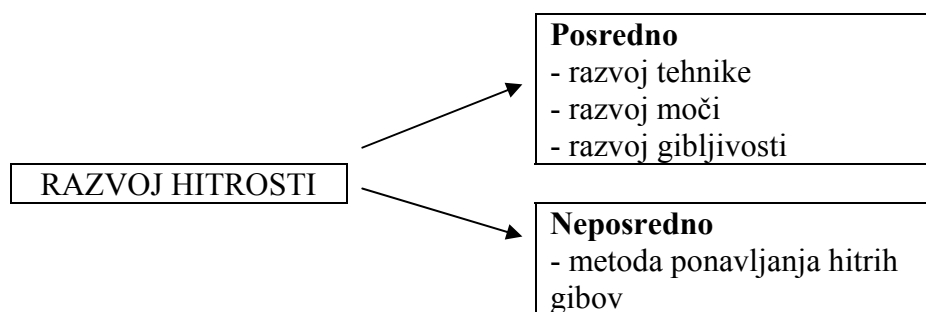 RAZVOJ HITROSTI
Posredno
- razvoj tehnike
- razvoj moči
- razvoj gibljivosti
Neposredno
- metoda ponavljanja hitrih
gibov